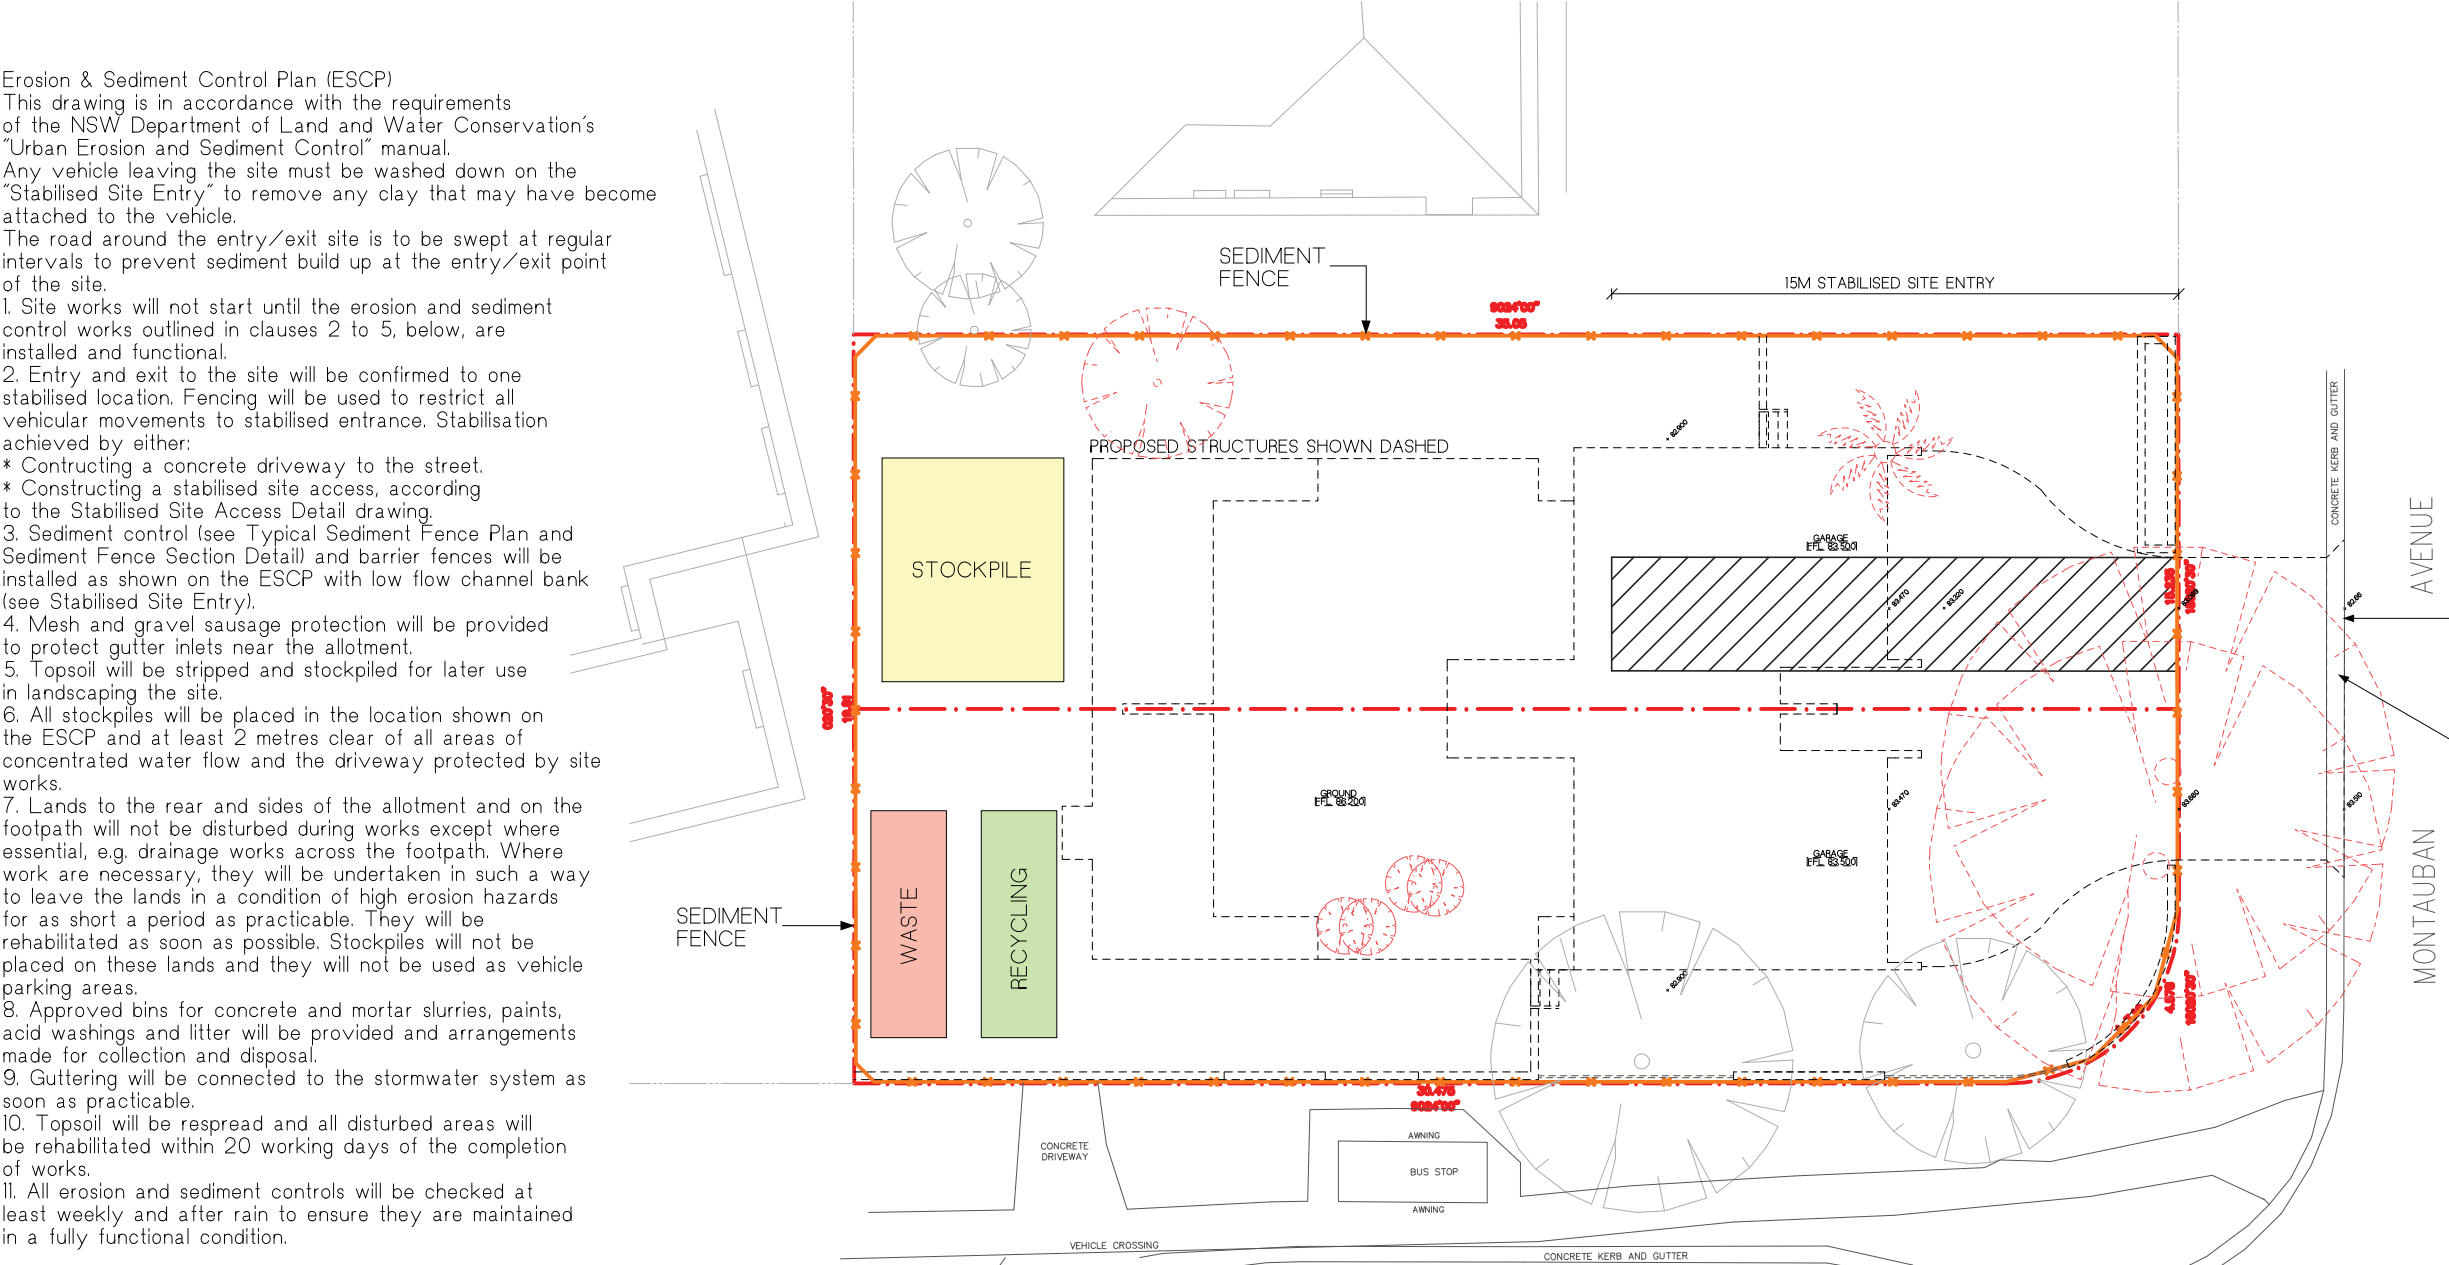 Erosion & Sediment Control Plan (ESCP)
This drawing is in accordance with the requirements
of the NSW Department of Land and Water Conservation's
"Urban Erosion and Sediment Control" manual.
Any vehicle leaving the site must be washed down on the
"Stabilised Site Entry" to remove any clay that may have become
attached to the vehicle.
The road around the entry/exit site is to be swept at regular
intervals to prevent sediment build up at the entry/exit point
of the site.
1. Site works will not start until the erosion and sediment
control works outlined in clauses 2 to 5, below, are
installed and functional.
2. Entry and exit to the site will be confirmed to one
stabilised location. Fencing will be used to restrict all
vehicular movements to stabilised entrance. Stabilisation
achieved by either:
* Contructing a concrete driveway to the street.
* Constructing a stabilised site access, according
to the Stabilised Site Access Detail drawing.
3. Sediment control (see Typical Sediment Fence Plan and
Sediment Fence Section Detail) and barrier fences will be
installed as shown on the ESCP with low flow channel bank
(see Stabilised Site Entry).
4. Mesh and gravel sausage protection will be provided
to protect gutter inlets near the allotment.
5. Topsoil will be stripped and stockpiled for later use
in landscaping the site.
6. All stockpiles will be placed in the location shown on
the ESCP and at least 2 metres clear of all areas of
concentrated water flow and the driveway protected by site
works.
7. Lands to the rear and sides of the allotment and on the
footpath will not be disturbed during works except where
essential, e.g. drainage works across the footpath. Where
work are necessary, they will be undertaken in such a way
to leave the lands in a condition of high erosion hazards
for as short a period as practicable. They will be
rehabilitated as soon as possible. Stockpiles will not be
placed on these lands and they will not be used as vehicle
parking areas.
8. Approved bins for concrete and mortar slurries, paints,
acid washings and litter will be provided and arrangements
made for collection and disposal.
9. Guttering will be connected to the stormwater system as
soon as practicable.
10. Topsoil will be respread and all disturbed areas will
be rehabilitated within 20 working days of the completion
of works.
11. All erosion and sediment controls will be checked at
least weekly and after rain to ensure they are maintained
in a fully functional condition.
SEDIMENT
FENCE
15M STABILISED SITE ENTRY
PROPOSED STRUCTURES SHOWN DASHED
82.900
STOCKPILE
GARAGE
[FFL 83.500]
83.470
83.320
CONCRETE KERB AND GUTTER
AVENUE
MONTAUBAN
GROUND
[FFL 86.200]
83.470
GARAGE
[FFL 83.500]
WASTE
RECYCLING
SEDIMENT
FENCE
82.900
CONCRETE
DRIVEWAY
AWNING
BUS STOP
AWNING
VEHICLE CROSSING
CONCRETE KERB AND GUTTER